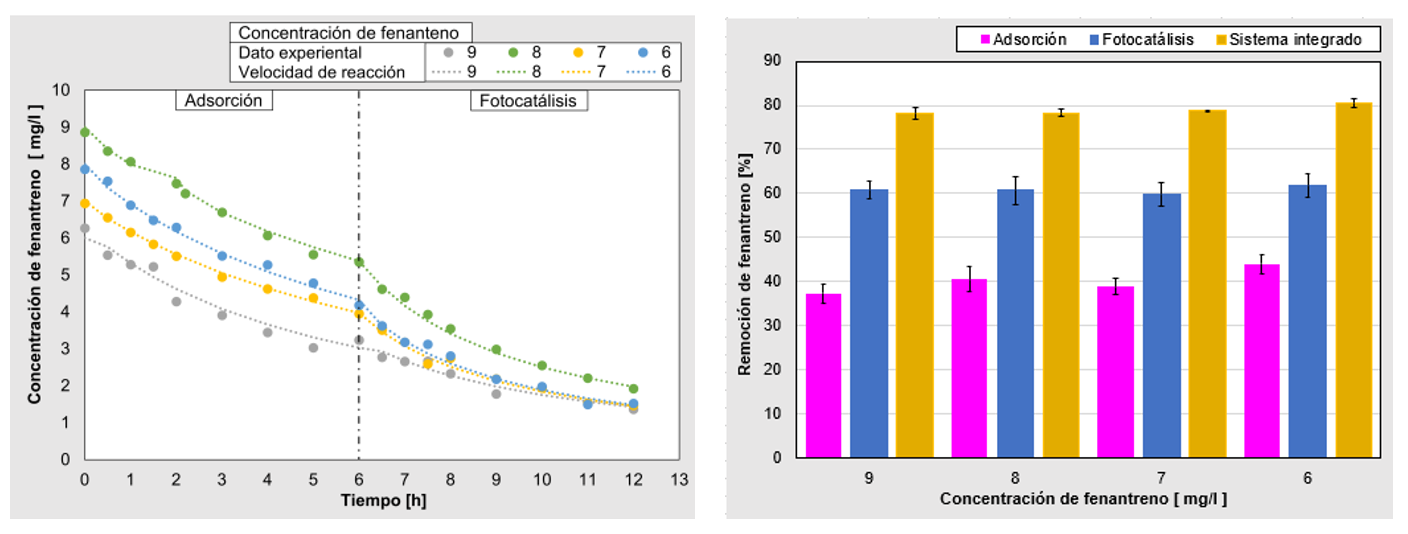 Concentración de fenanteno
Dato experiental 9 8 7 6
Velocidad de reacción 9 8 7 6
Adsorción Fotocatálisis
Concentración de fenantreno [ mg/l ]
10
9
8
7
6
5
4
3
2
1
0
0 1 2 3 4 5 6 7 8 9 10 11 12 13
Tiempo [h]
Adsorción Fotocatálisis Sistema integrado
Remoción de fenantreno [%]
90
80
70
60
50
40
30
20
10
0
9 8 7 6
Concentración de fenantreno [ mg/l ]